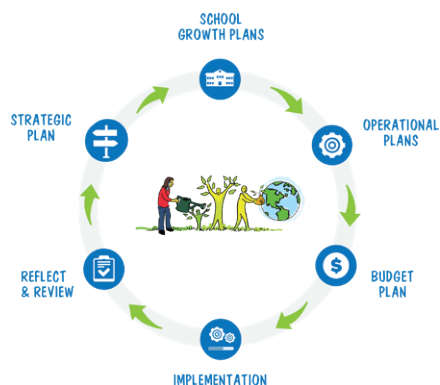 SCHOOL
GROWTH PLANS
STRATEGIC
PLAN
OPERATIONAL
PLANS
REFLECT
& REVIEW
$
BUDGET
PLAN
IMPLEMENTATION